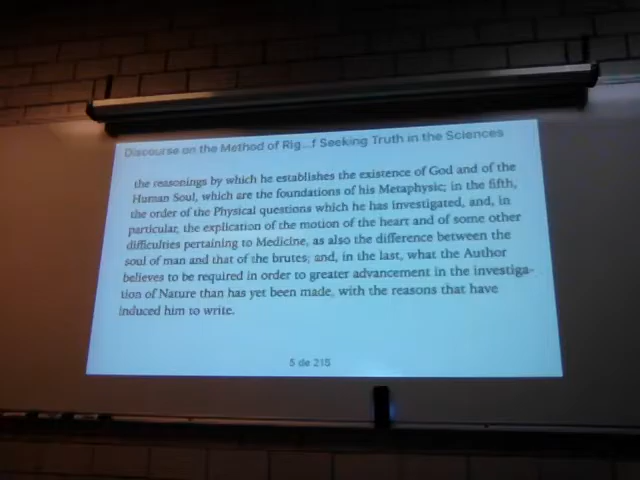 Discourse on the Method of Rig...f Seeking Truth in the Sciences
the reasonings by which he establishes the existence of God and of the
Human Soul, which are the foundations of his Metaphysic; in the fifth,
the order of the Physical questions which he has investigated, and, in
particular, the explication of the motion of the heart and of some other
difficulties pertaining to Medicine, as also the difference between the
soul of man and that of the brutes; and, in the last, what the Author
believes to be required in order to greater advancement in the investiga-
tion of Nature than has yet been made, with the reasons that have
induced him to write.
5 de 215